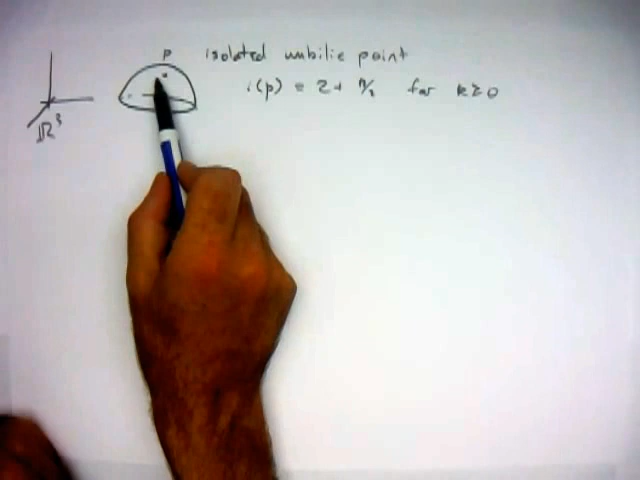 p isolated umbilic point
i(p) = 2 + k/2 for k ≥ 0
ℝ³